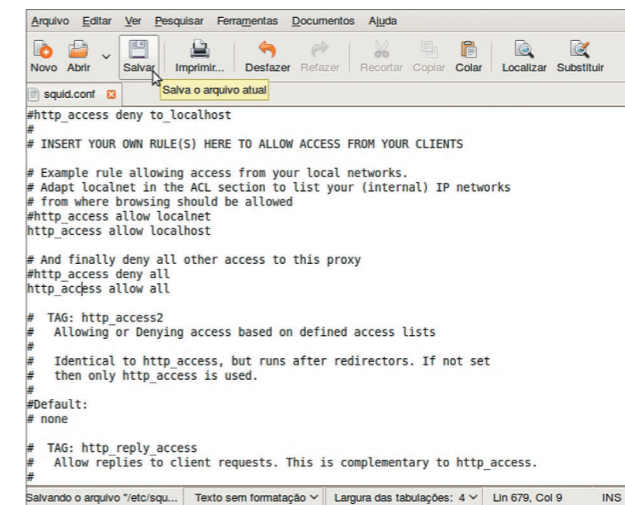 Arquivo Editar Ver Pesquisar Ferramentas Documentos Ajuda
Novo Abrir Salvar Imprimir... Desfazer Refazer Recortar Copiar Colar Localizar Substituir
squid.conf
Salva o arquivo atual
#http_access deny to_localhost
#
# INSERT YOUR OWN RULE(S) HERE TO ALLOW ACCESS FROM YOUR CLIENTS
# Example rule allowing access from your local networks.
# Adapt localnet in the ACL section to list your (internal) IP networks
# from where browsing should be allowed
#http_access allow localnet
http_access allow localhost
# And finally deny all other access to this proxy
#http_access deny all
http_access allow all
#  TAG: http_access2
#   Allowing or Denying access based on defined access lists
#
#   Identical to http_access, but runs after redirectors. If not set
#   then only http_access is used.
#
#Default:
# none
#  TAG: http_reply_access
#   Allow replies to client requests. This is complementary to http_access.
#
Salvando o arquivo "/etc/squ... Texto sem formatação Largura das tabulações: 4 Lin 679, Col 9 INS